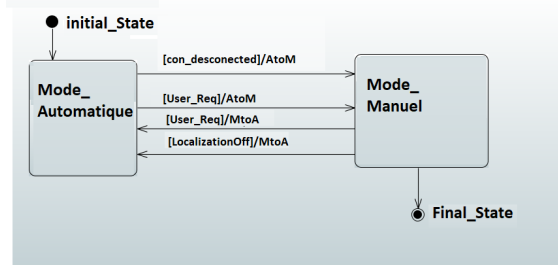 initial_State
[con_desconected]/AtoM
Mode_
Automatique
Mode_
Manuel
[User_Req]/AtoM
[User_Req]/MtoA
[LocalizationOff]/MtoA
Final_State